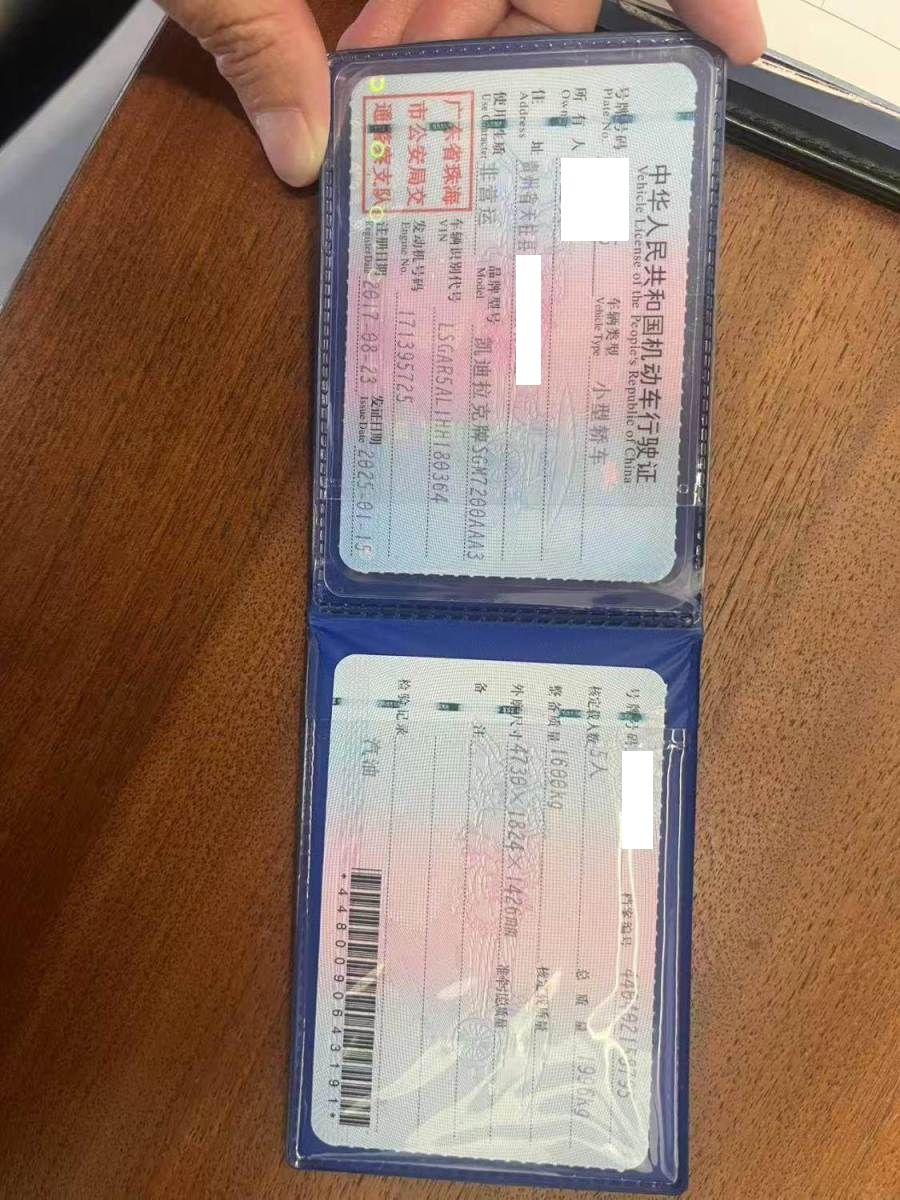 中华人民共和国机动车行驶证
Vehicle License of the People's Republic of China
号牌号码
Plate No.
车辆类型 小型轿车
Vehicle Type
所有人
Owner
住址 贵州省天柱县
Address
使用性质 非营运 品牌型号 凯迪拉克牌SGM7200AAA3
Use Character Model
广东省珠海
市公安局交
通警察支队
车辆识别代号 LSGAR5AL1HH180364
VIN
发动机号码 171395725
Engine No.
注册日期 2017-08-23 发证日期 2025-01-15
Register Date Issue Date
号牌号码 档案编号
核定载人数 5人 总质量
整备质量 1600kg 核定载质量
外廓尺寸 4730×1824×1426mm 准牵引总质量
备注
检验记录
汽油
*4480090643191*